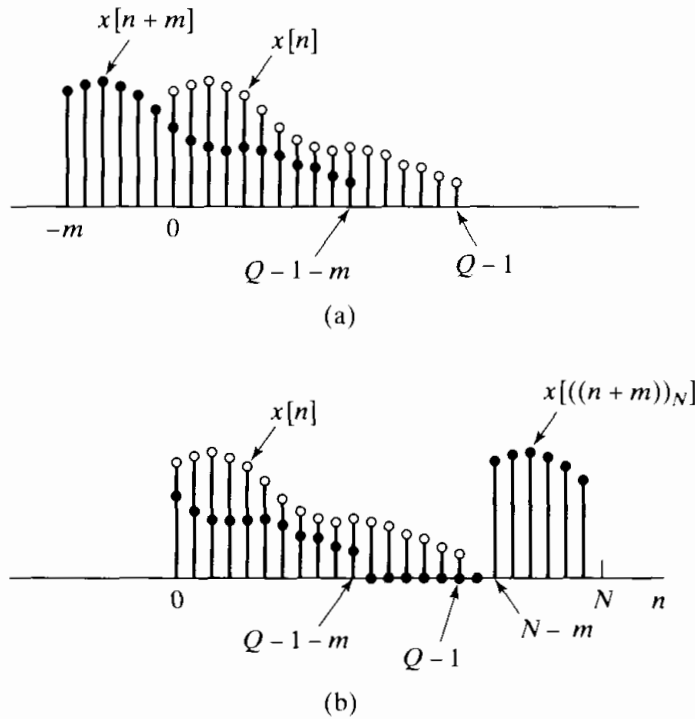 x[n + m]
x[n]
−m
0
Q − 1 − m
Q − 1
(a)
x[n]
x[((n + m))_N]
0
Q − 1 − m
Q − 1
N − m
N
n
(b)